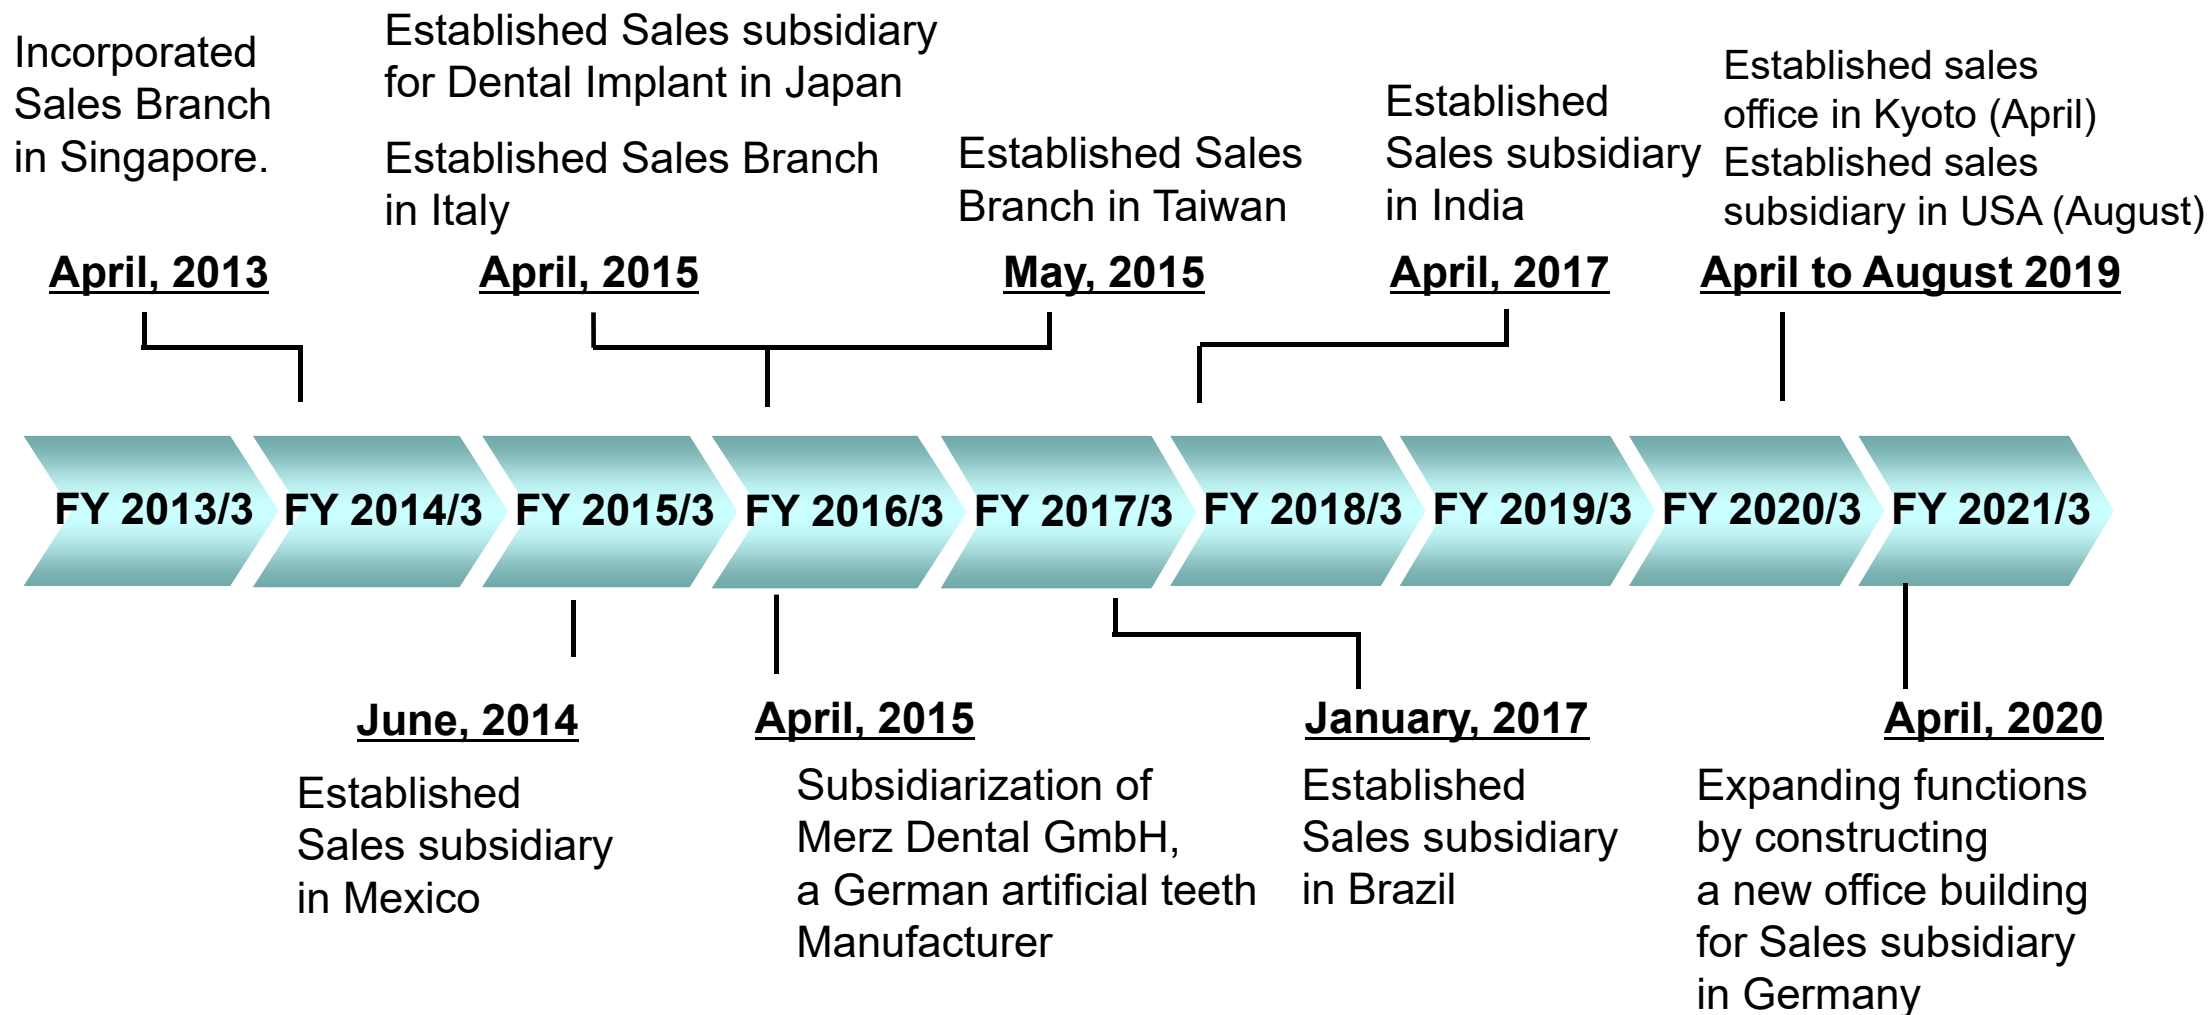 Incorporated
Sales Branch
in Singapore.
April, 2013
Established Sales subsidiary
for Dental Implant in Japan
Established Sales Branch
in Italy
April, 2015
Established Sales
Branch in Taiwan
May, 2015
Established
Sales subsidiary
in India
April, 2017
Established sales
office in Kyoto (April)
Established sales
subsidiary in USA (August)
April to August 2019
FY 2013/3 FY 2014/3 FY 2015/3 FY 2016/3 FY 2017/3 FY 2018/3 FY 2019/3 FY 2020/3 FY 2021/3
June, 2014
Established
Sales subsidiary
in Mexico
April, 2015
Subsidiarization of
Merz Dental GmbH,
a German artificial teeth
Manufacturer
January, 2017
Established
Sales subsidiary
in Brazil
April, 2020
Expanding functions
by constructing
a new office building
for Sales subsidiary
in Germany